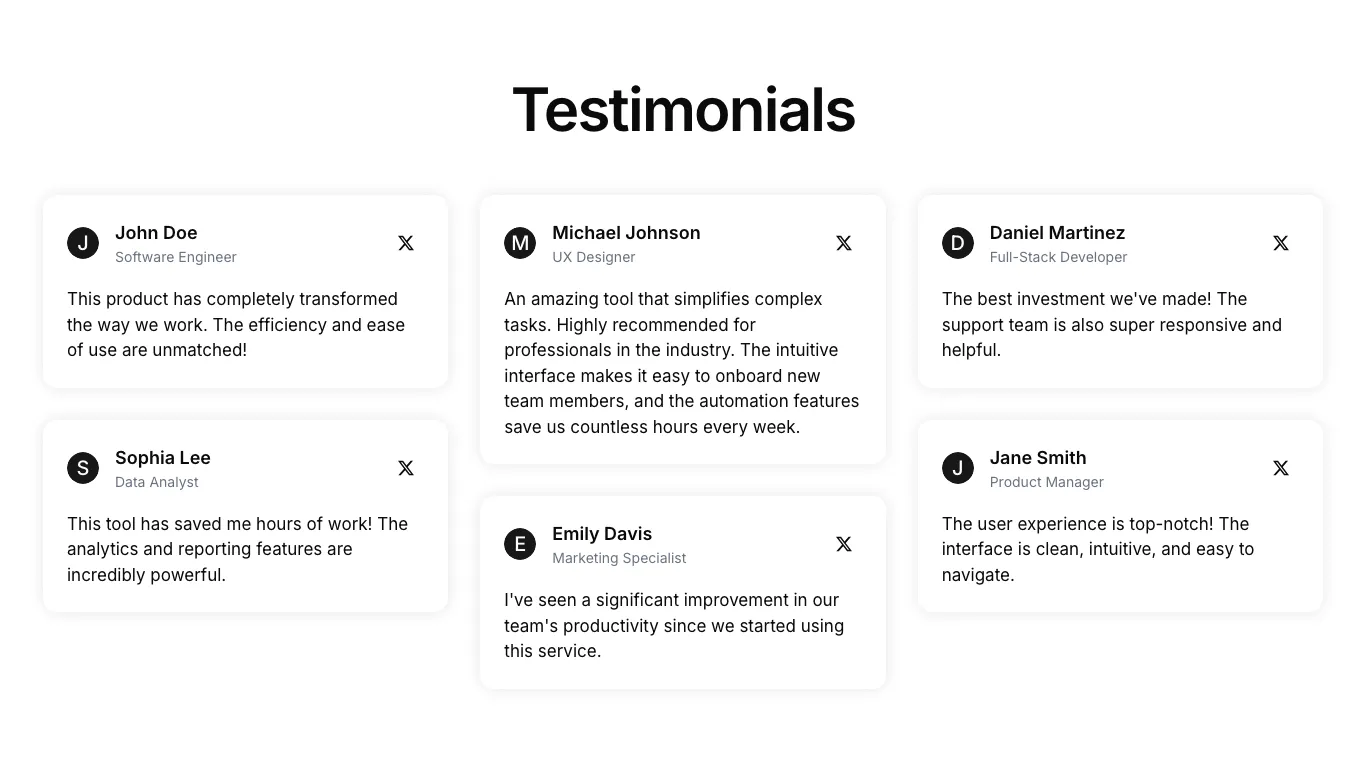 Testimonials
J
John Doe
Software Engineer
This product has completely transformed
the way we work. The efficiency and ease
of use are unmatched!
S
Sophia Lee
Data Analyst
This tool has saved me hours of work! The
analytics and reporting features are
incredibly powerful.
M
Michael Johnson
UX Designer
An amazing tool that simplifies complex
tasks. Highly recommended for
professionals in the industry. The intuitive
interface makes it easy to onboard new
team members, and the automation features
save us countless hours every week.
E
Emily Davis
Marketing Specialist
I've seen a significant improvement in our
team's productivity since we started using
this service.
D
Daniel Martinez
Full-Stack Developer
The best investment we've made! The
support team is also super responsive and
helpful.
J
Jane Smith
Product Manager
The user experience is top-notch! The
interface is clean, intuitive, and easy to
navigate.